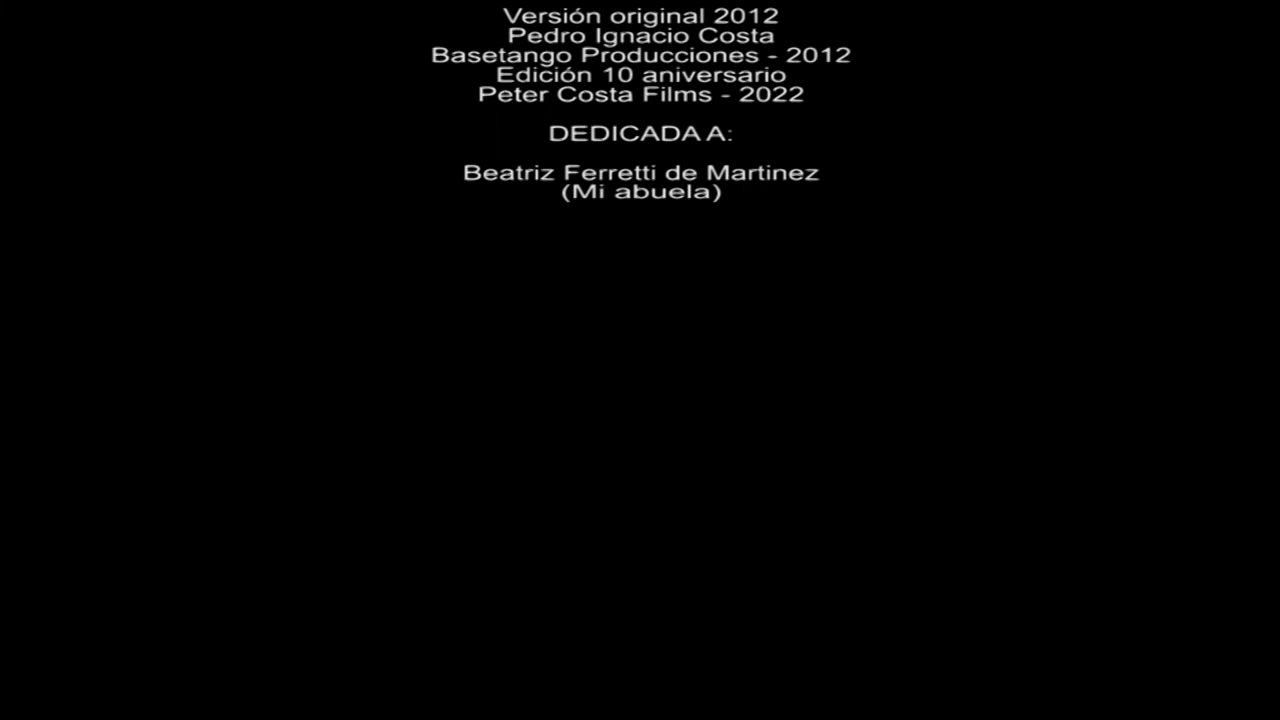 Versión original 2012
Pedro Ignacio Costa
Basetango Producciones - 2012
Edición 10 aniversario
Peter Costa Films - 2022
DEDICADA A:
Beatriz Ferretti de Martinez
(Mi abuela)